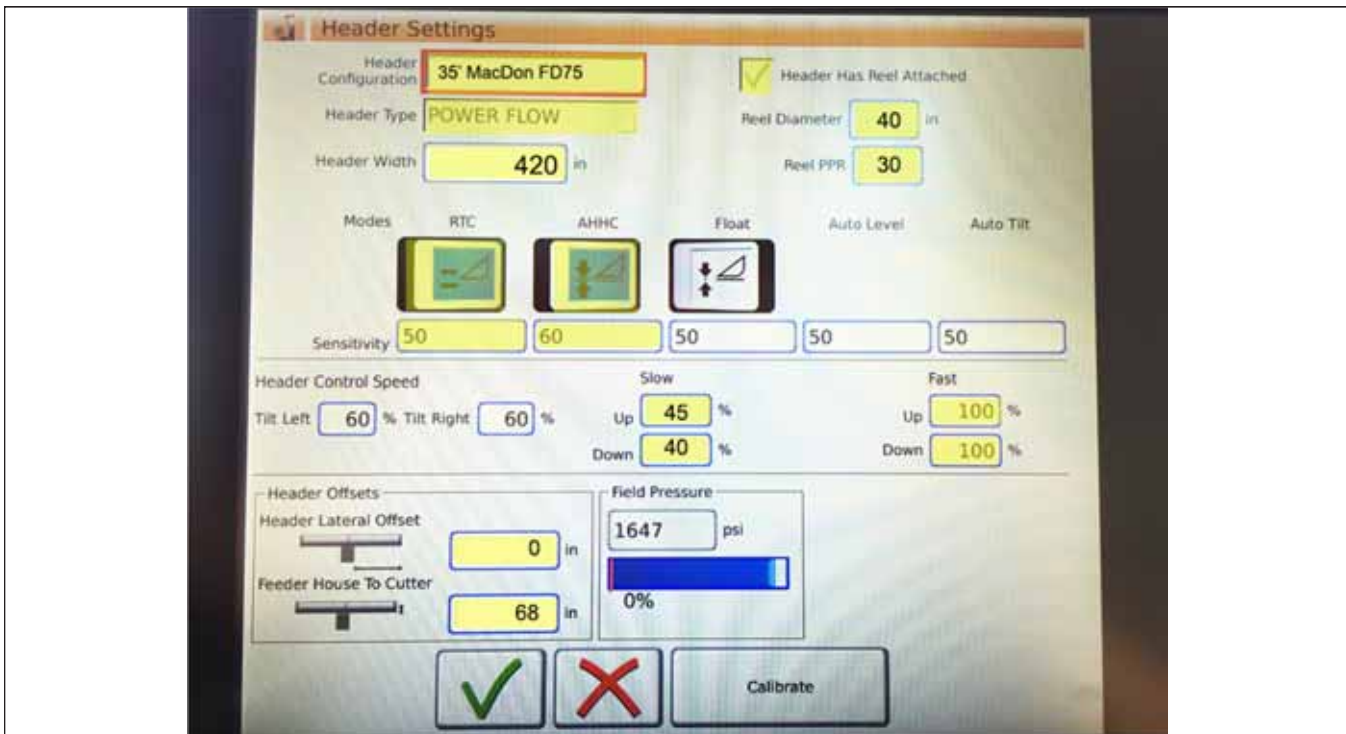 Header Settings
Header Configuration 35' MacDon FD75
Header Has Reel Attached
Header Type POWER FLOW
Reel Diameter 40 in
Header Width 420 in
Reel PPR 30
Modes RTC AHHC Float Auto Level Auto Tilt
Sensitivity 50 60 50 50 50
Header Control Speed Slow Fast
Tilt Left 60 % Tilt Right 60 % Up 45 % Up 100 %
Down 40 % Down 100 %
Header Offsets
Header Lateral Offset
0 in
Feeder House To Cutter
68 in
Field Pressure
1647 psi
0%
Calibrate